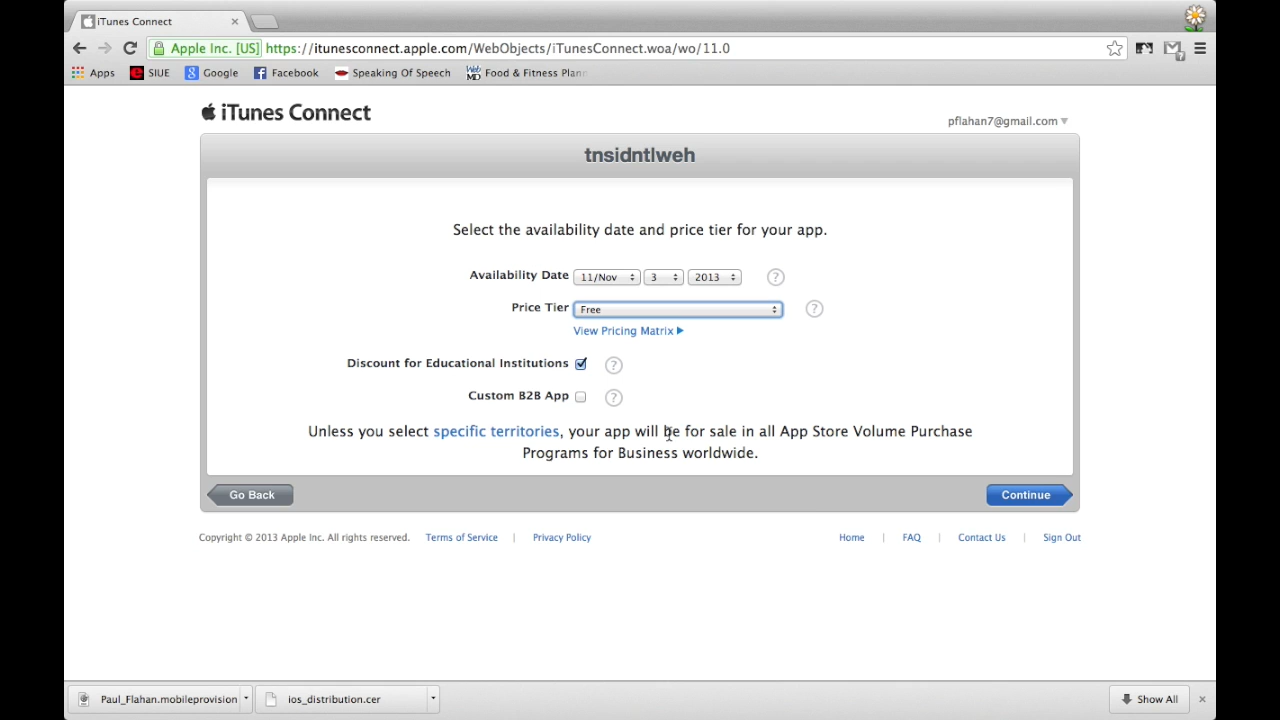 iTunes Connect
Apple Inc. [US] https://itunesconnect.apple.com/WebObjects/iTunesConnect.woa/wo/11.0
Apps SIUE Google Facebook Speaking Of Speech Food & Fitness Plann
iTunes Connect
pflahan7@gmail.com
tnsidntlweh
Select the availability date and price tier for your app.
Availability Date 11/Nov 3 2013 ?
Price Tier Free ?
View Pricing Matrix
Discount for Educational Institutions ?
Custom B2B App ?
Unless you select specific territories, your app will be for sale in all App Store Volume Purchase
Programs for Business worldwide.
Go Back Continue
Copyright © 2013 Apple Inc. All rights reserved. Terms of Service | Privacy Policy Home | FAQ | Contact Us | Sign Out
Paul_Flahan.mobileprovision ios_distribution.cer Show All